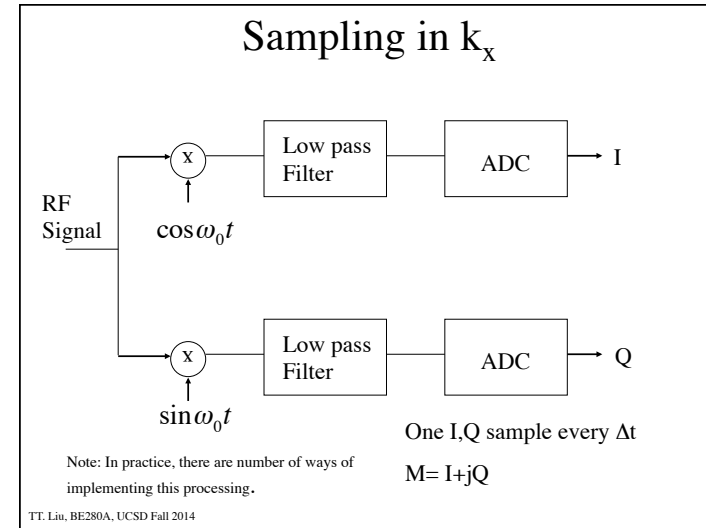 Sampling in kx
x
Low pass
Filter
ADC
I
RF
Signal
cosω0t
x
Low pass
Filter
ADC
Q
sinω0t
One I,Q sample every Δt
M= I+jQ
Note: In practice, there are number of ways of
implementing this processing.
TT. Liu, BE280A, UCSD Fall 2014